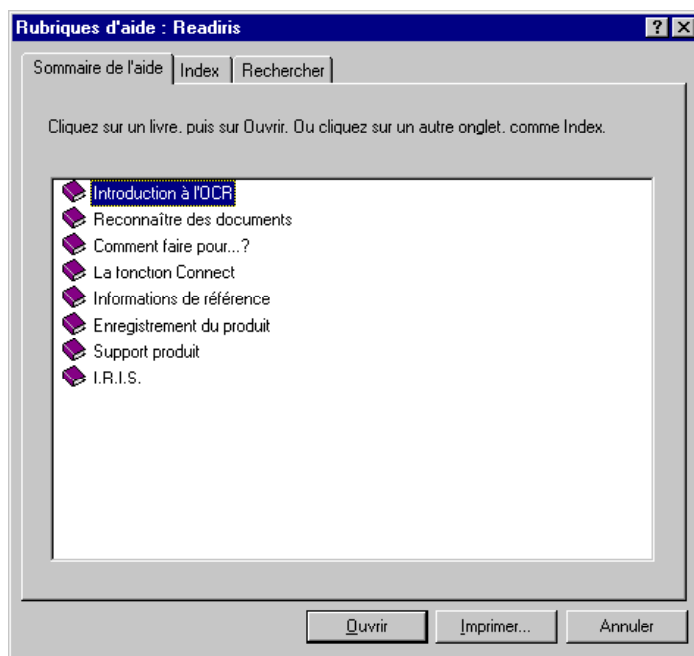 Rubriques d'aide : Readiris
Sommaire de l'aide Index Rechercher
Cliquez sur un livre, puis sur Ouvrir. Ou cliquez sur un autre onglet, comme Index.
Introduction à l'OCR
Reconnaître des documents
Comment faire pour...?
La fonction Connect
Informations de référence
Enregistrement du produit
Support produit
I.R.I.S.
Ouvrir Imprimer... Annuler